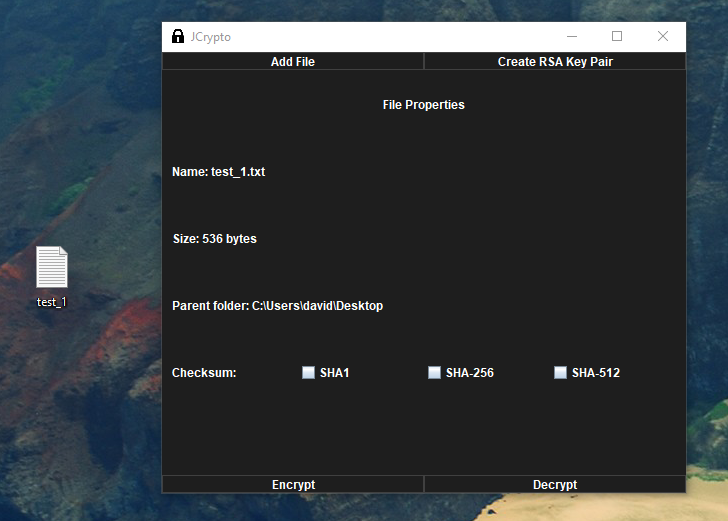 JCrypto
Add File Create RSA Key Pair
File Properties
Name: test_1.txt
Size: 536 bytes
test_1
Parent folder: C:\Users\david\Desktop
Checksum: SHA1 SHA-256 SHA-512
Encrypt Decrypt